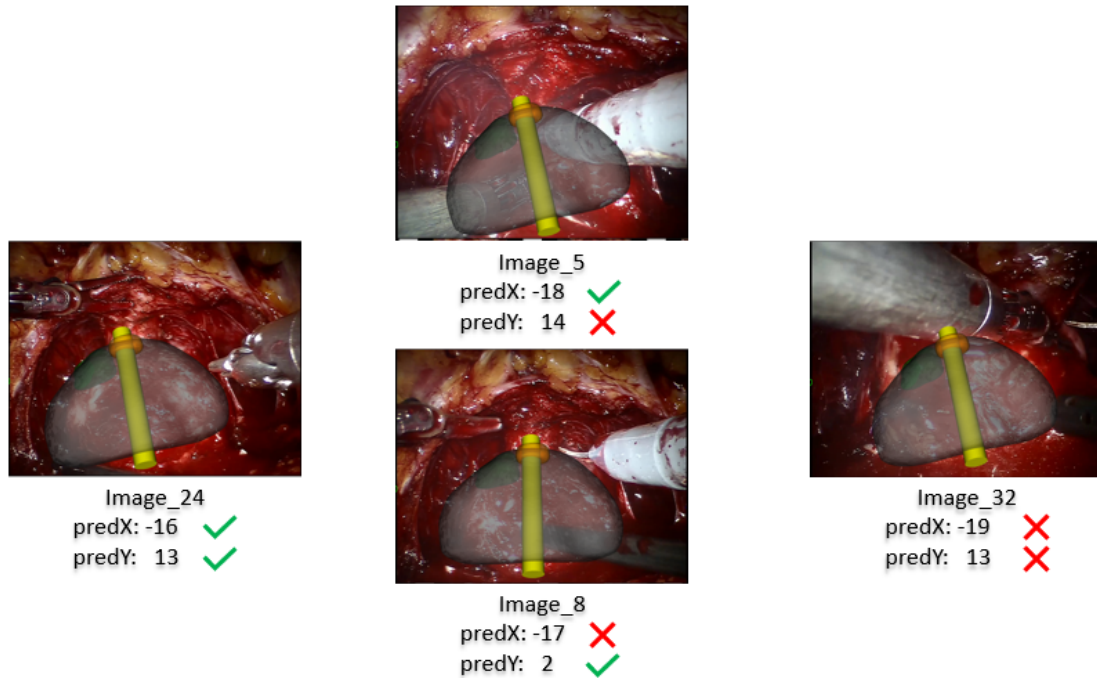 Image_5
predX: -18
predY: 14
Image_24
predX: -16
predY: 13
Image_8
predX: -17
predY: 2
Image_32
predX: -19
predY: 13